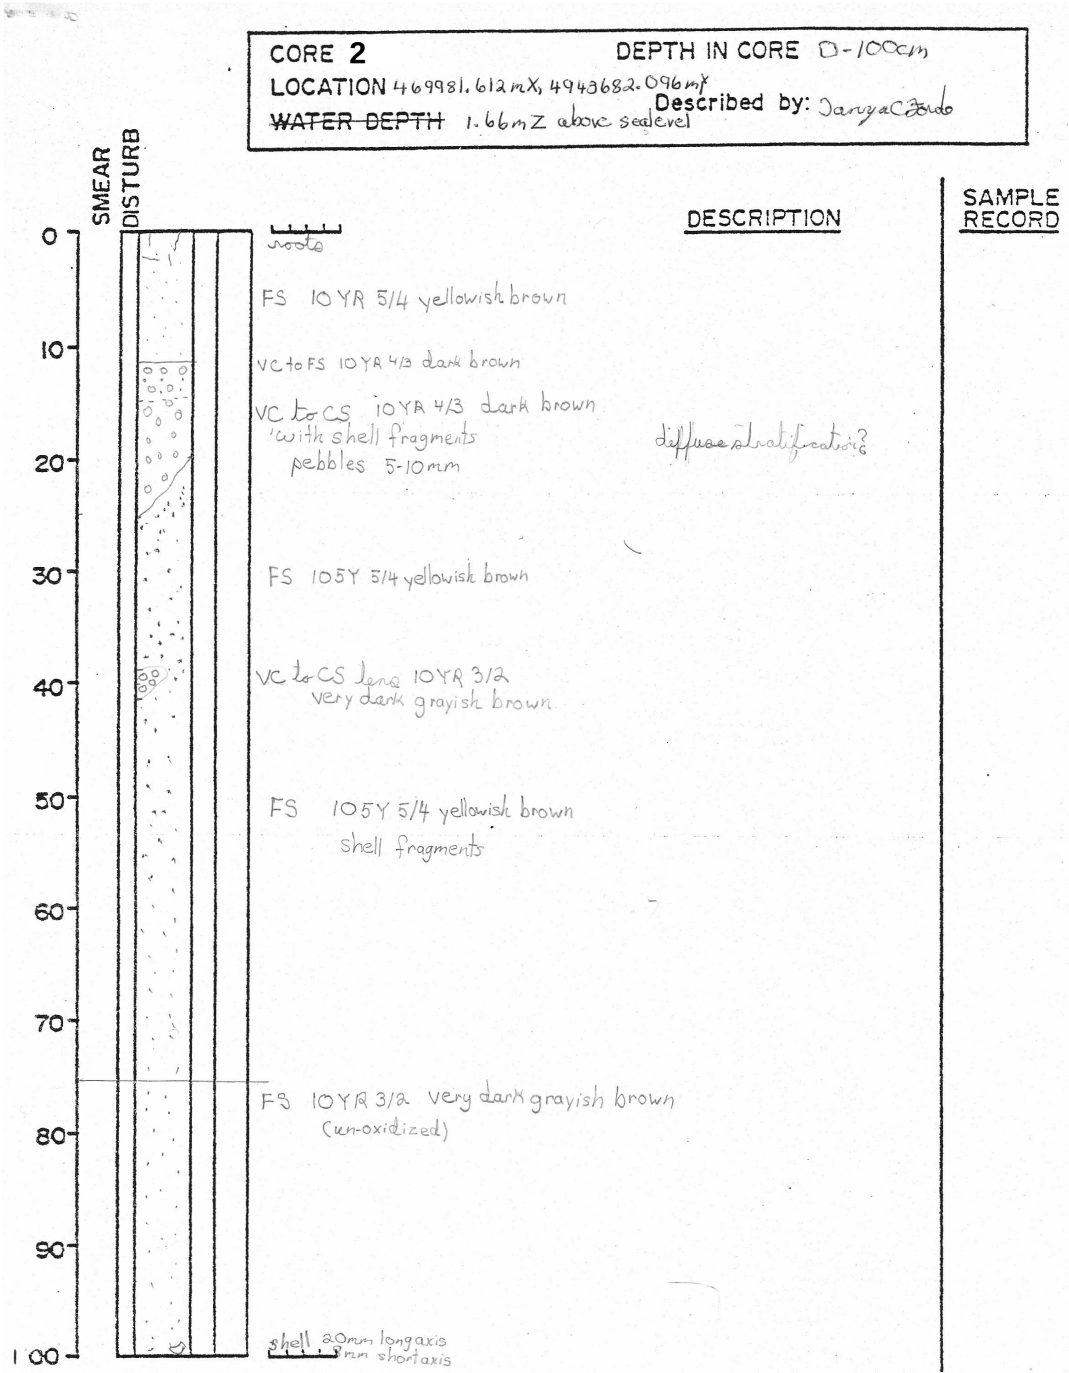 CORE 2 DEPTH IN CORE 0-100cm
LOCATION 469981.612mX, 4943682.096mY
Described by:
WATER DEPTH 1.66mZ above sealevel
SMEAR
DISTURB
DESCRIPTION
SAMPLE
RECORD
0
roots
FS 10YR 5/4 yellowish brown
10
VC to FS 10YR 4/3 dark brown
VC to CS 10YR 4/3 dark brown
with shell fragments
diffuse stratification?
20
pebbles 5-10mm
30
FS 105Y 5/4 yellowish brown
40
VC to CS lens 10YR 3/2
very dark grayish brown
50
FS 105Y 5/4 yellowish brown
shell fragments
60
70
FS 10YR 3/2 very dark grayish brown
80
(un-oxidized)
90
shell 20mm long axis
100
8mm short axis